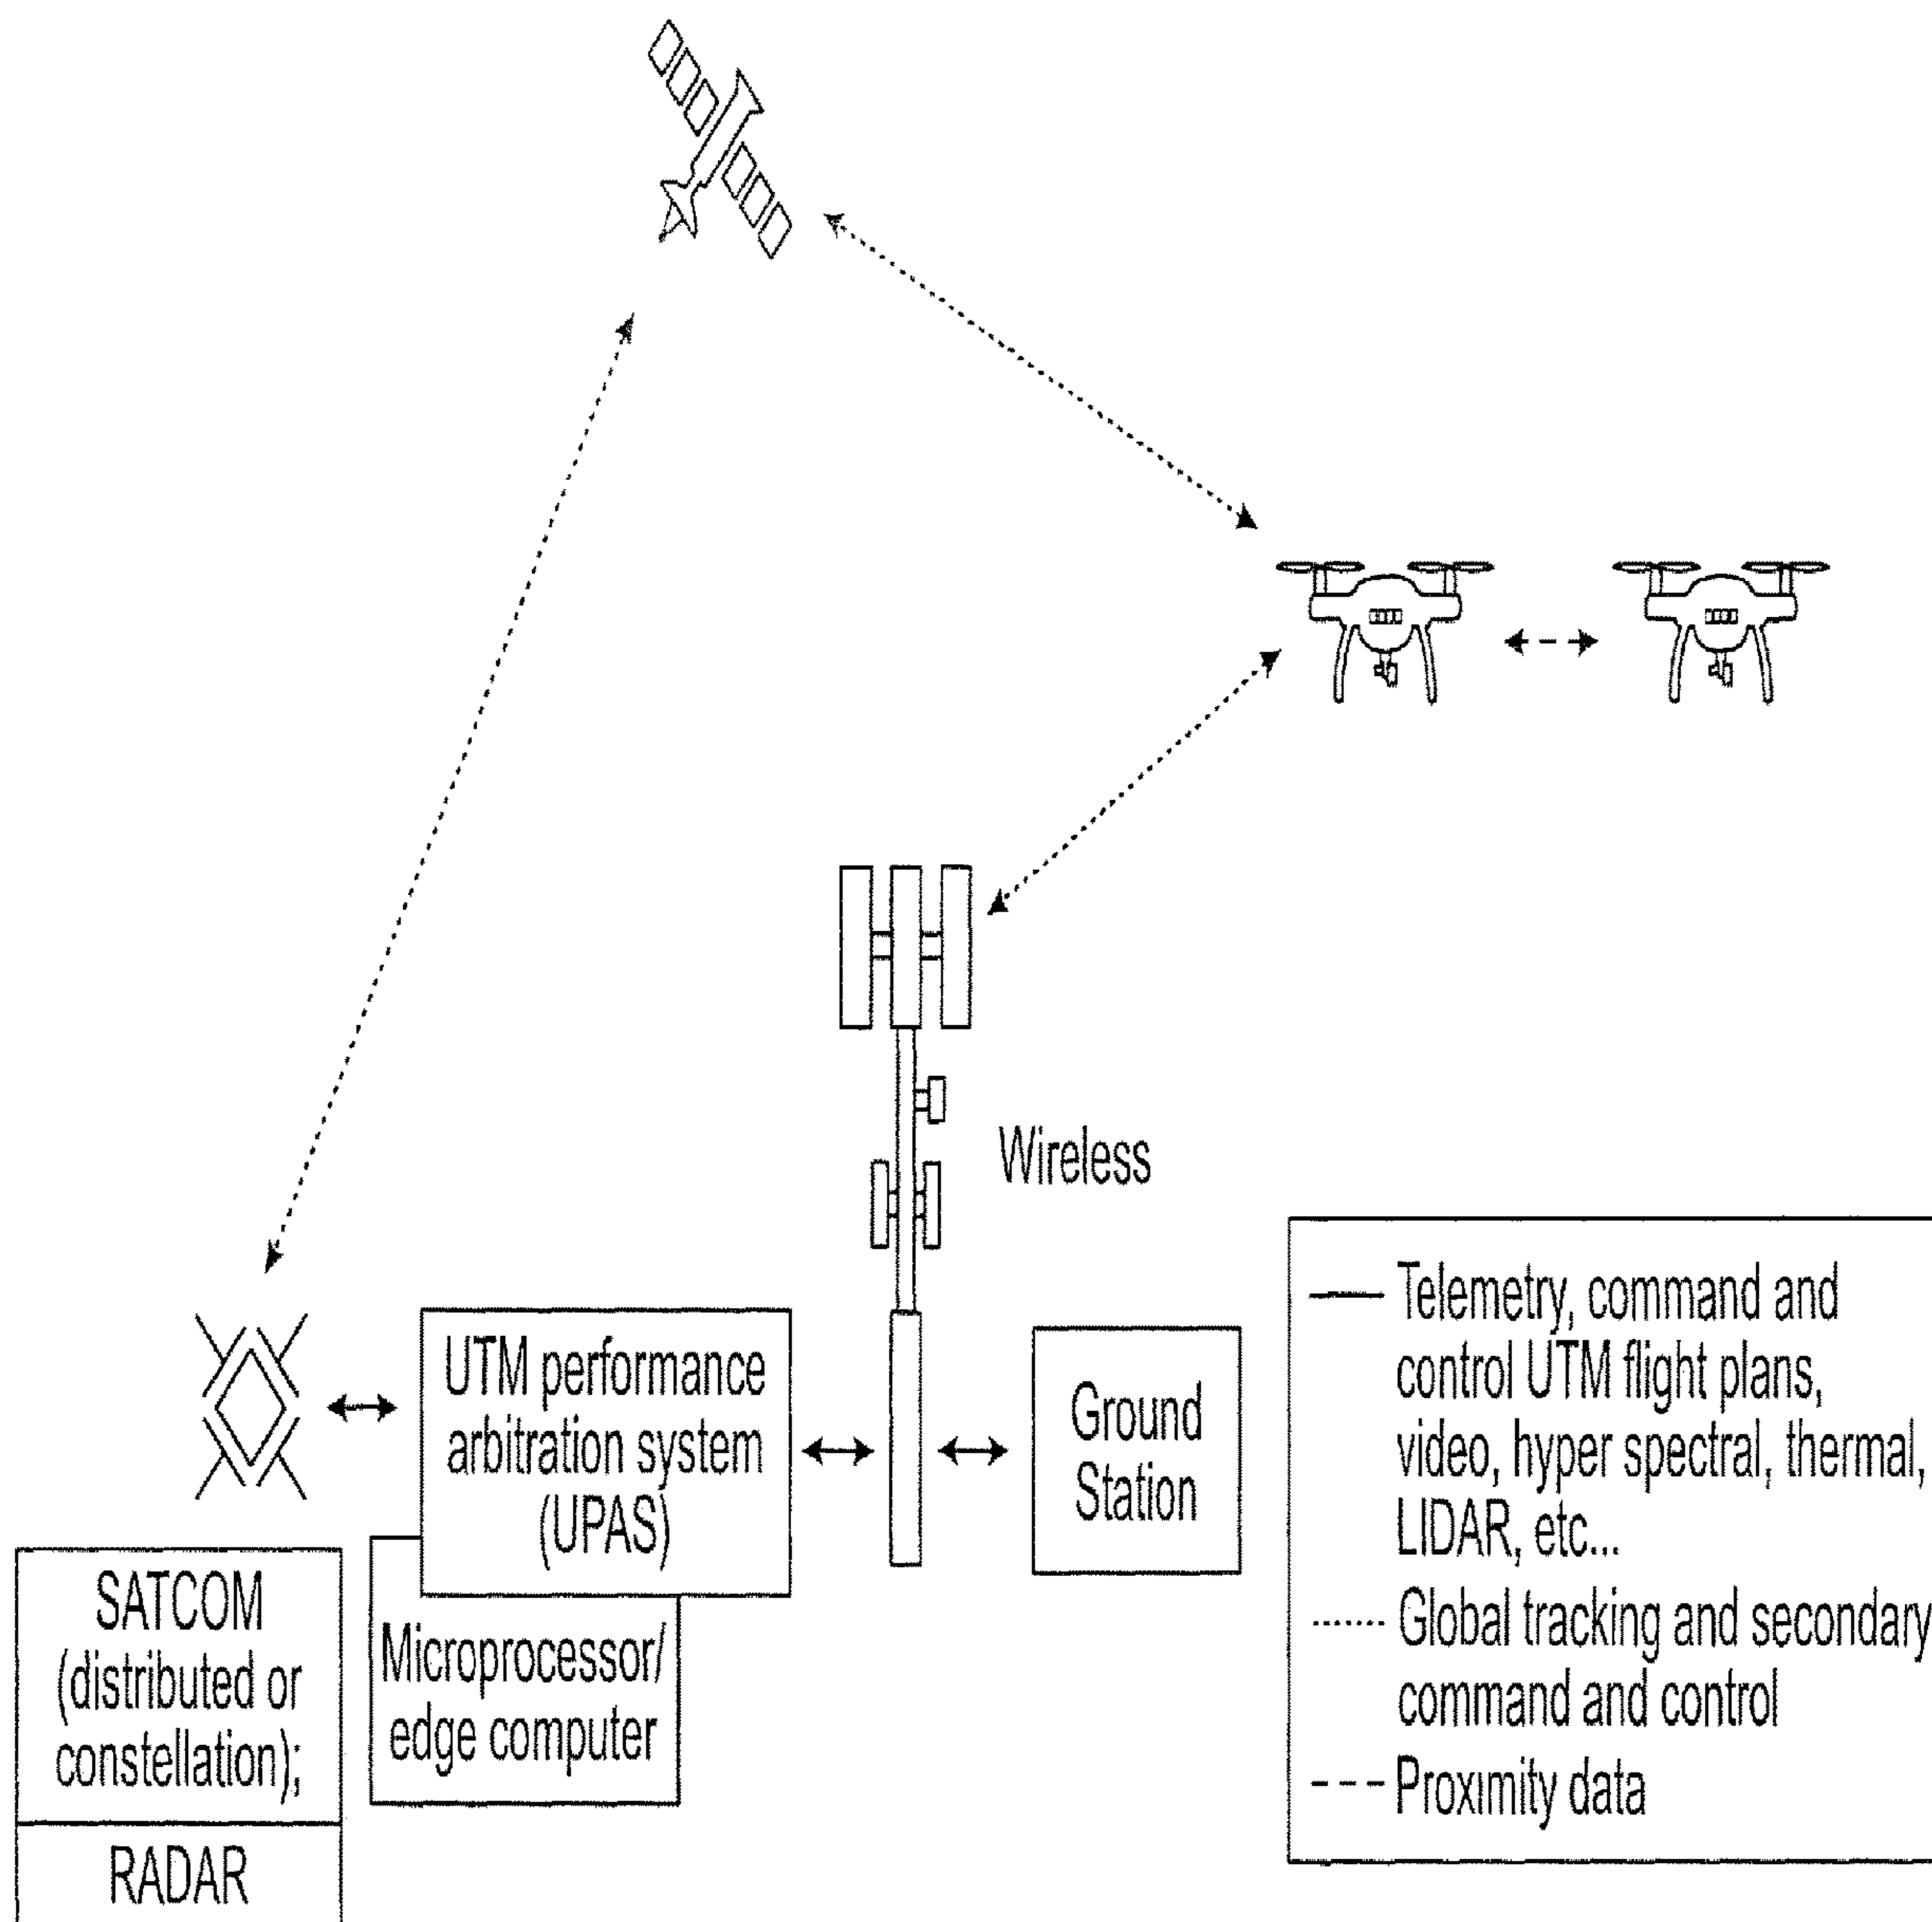 Wireless
UTM performance
arbitration system
(UPAS)
Ground
Station
SATCOM
(distributed or
constellation);
RADAR
Microprocessor/
edge computer
Telemetry, command and
control UTM flight plans,
video, hyper spectral, thermal,
LIDAR, etc...
Global tracking and secondary
command and control
Proximity data